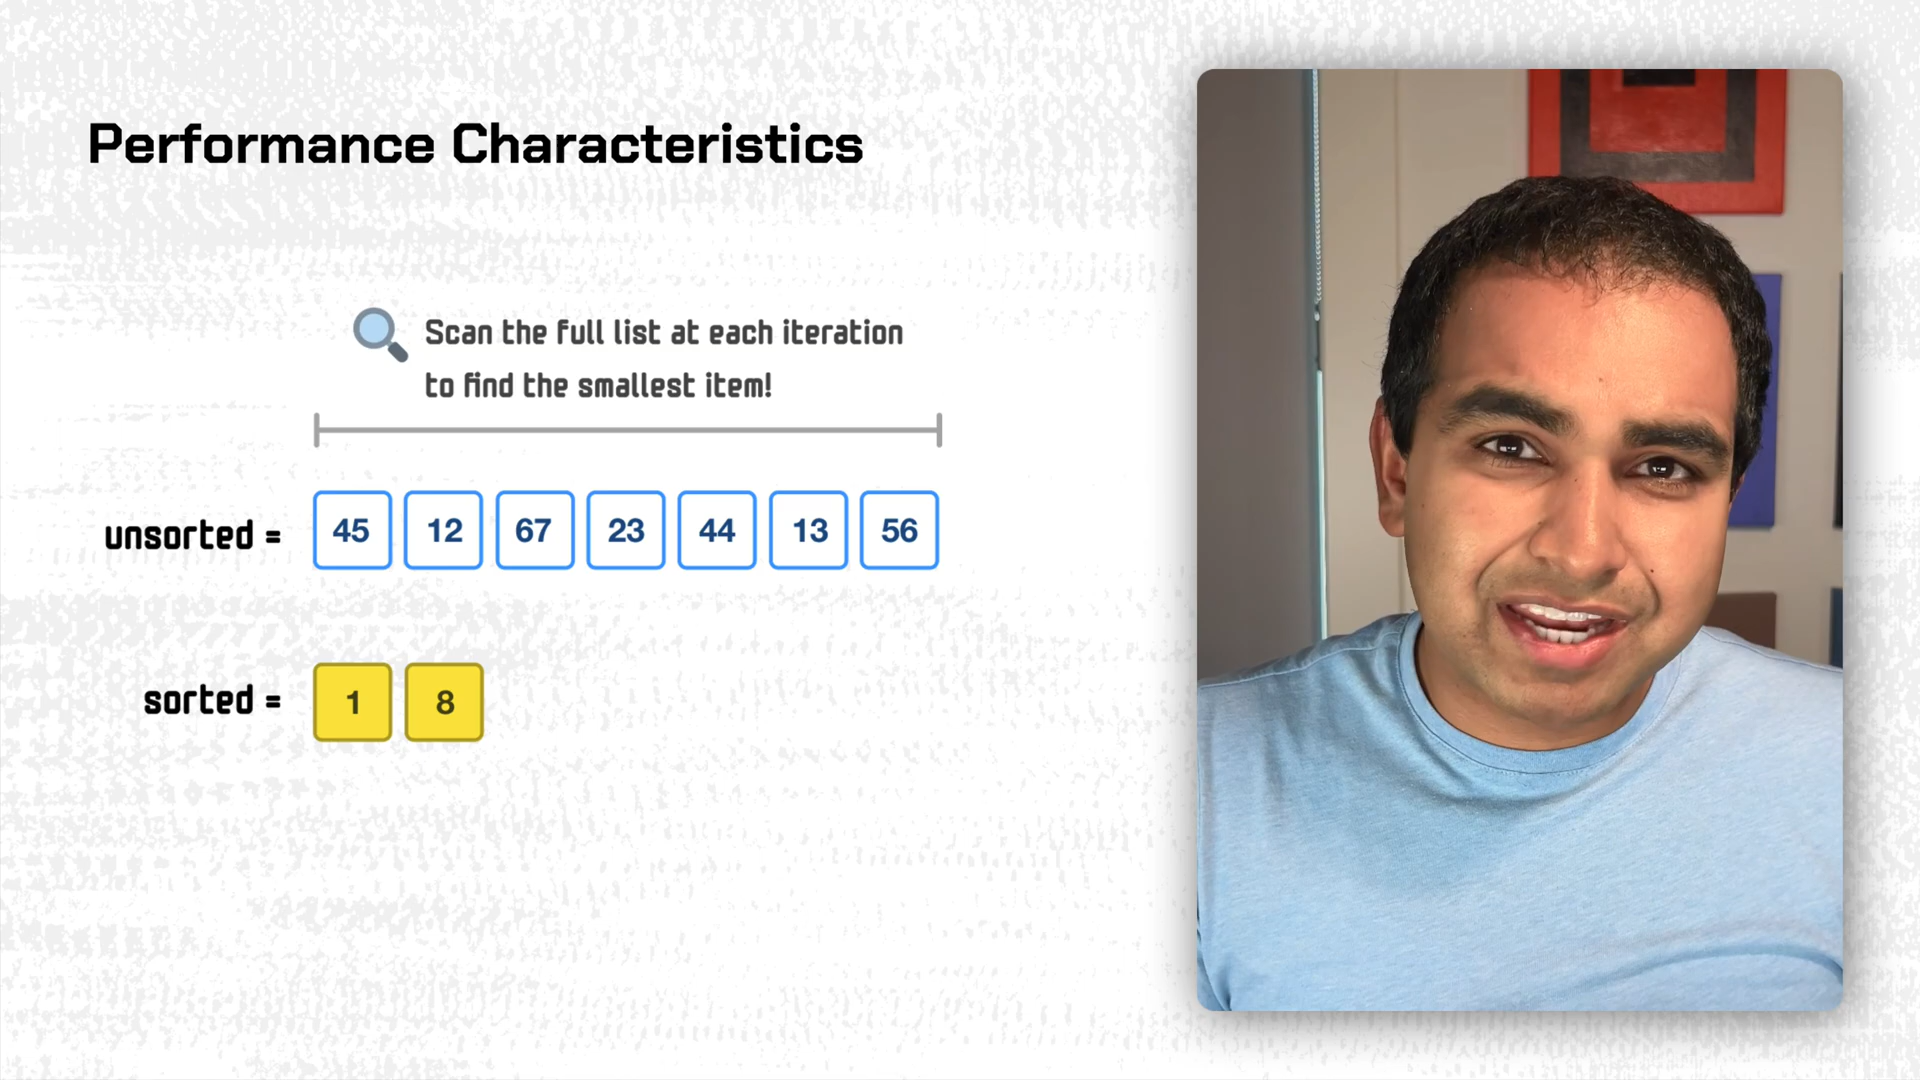 Performance Characteristics
Scan the full list at each iteration
to find the smallest item!
unsorted = 45 12 67 23 44 13 56
sorted = 1 8